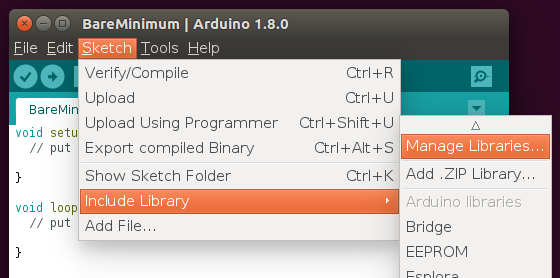 BareMinimum | Arduino 1.8.0
File Edit Sketch Tools Help
Verify/Compile Ctrl+R
Upload Ctrl+U
Upload Using Programmer Ctrl+Shift+U
Export compiled Binary Ctrl+Alt+S
Show Sketch Folder Ctrl+K
Include Library
Add File...
Manage Libraries...
Add .ZIP Library...
Arduino libraries
Bridge
EEPROM
Esplora
BareMin
void setu
// put
}
void loop
// put
}